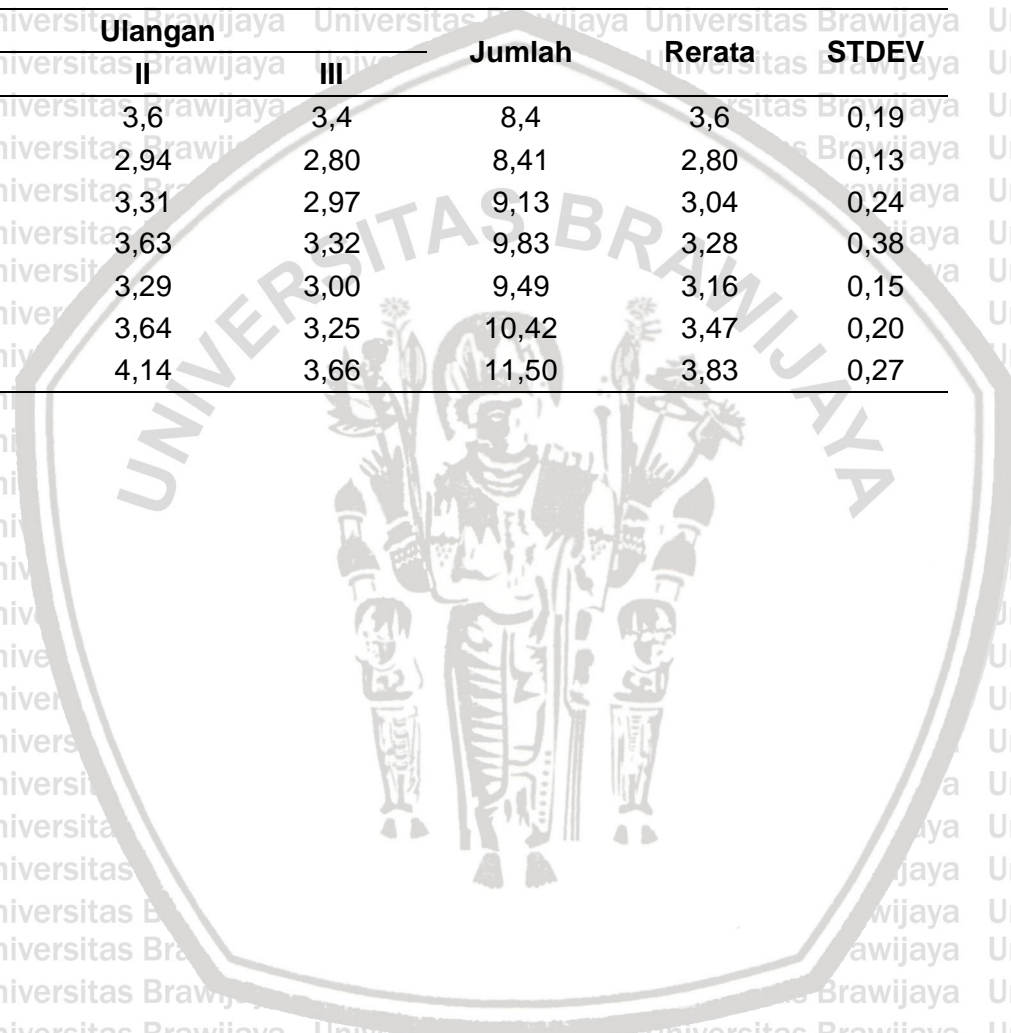 Ulangan Jumlah Rerata STDEV
II III
3,6 3,4 8,4 3,6 0,19
2,94 2,80 8,41 2,80 0,13
3,31 2,97 9,13 3,04 0,24
3,63 3,32 9,83 3,28 0,38
3,29 3,00 9,49 3,16 0,15
3,64 3,25 10,42 3,47 0,20
4,14 3,66 11,50 3,83 0,27
UNIVERSITAS BRAWIJAYA